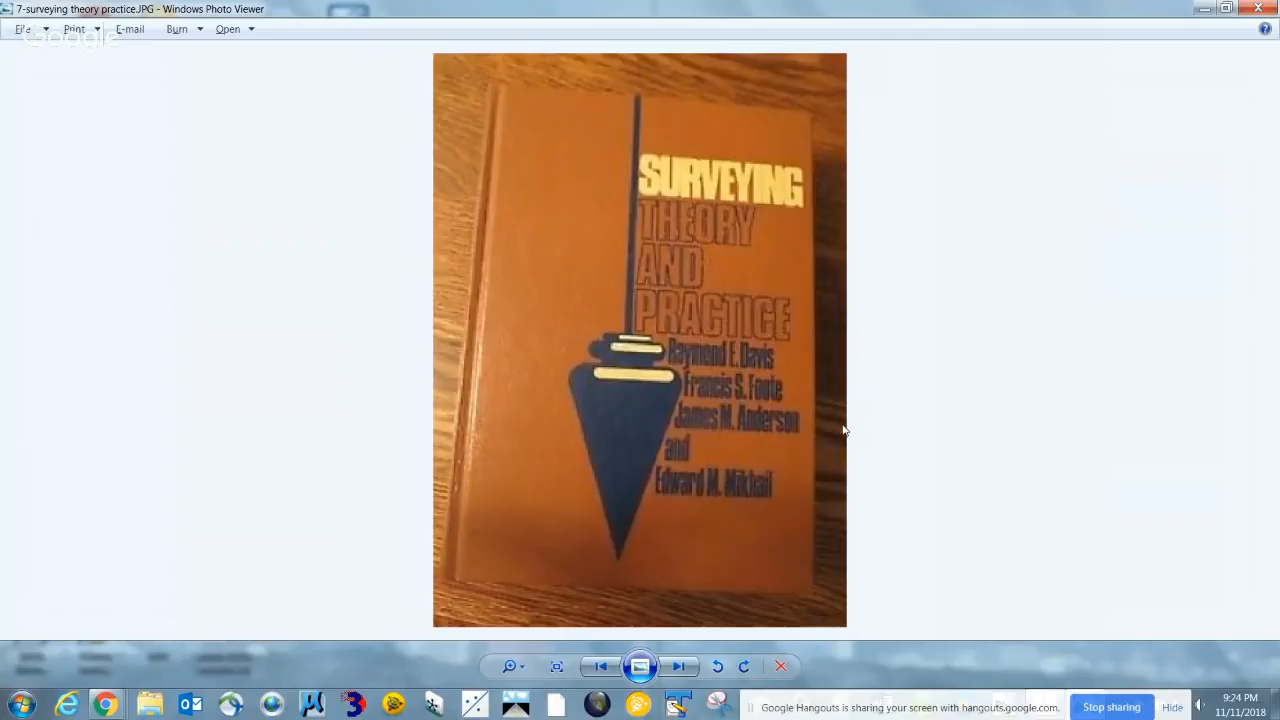 7-surveying theory practice.JPG - Windows Photo Viewer
File Print E-mail Burn Open
Google
SURVEYING
THEORY
AND
PRACTICE
Raymond E. Davis
Francis S. Foote
James M. Anderson
and
Edward M. Mikhail
Google Hangouts is sharing your screen with hangouts.google.com. Stop sharing Hide
9:24 PM
11/11/2018